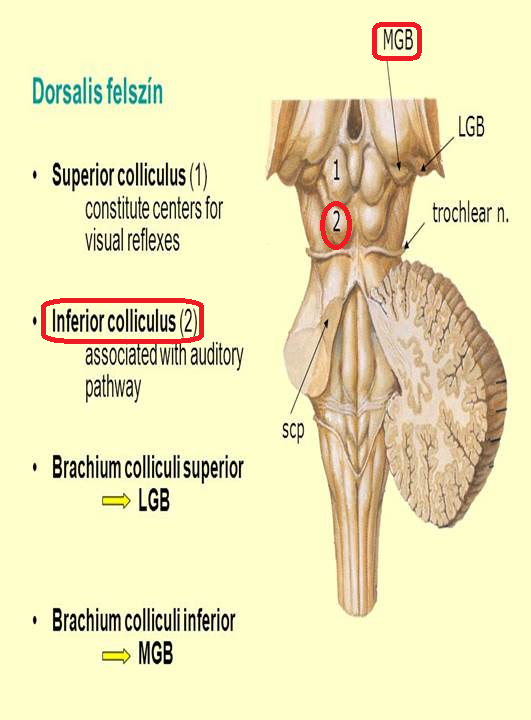 MGB
Dorsalis felszín
LGB
1
• Superior colliculus (1)
constitute centers for
visual reflexes
2
trochlear n.
• Inferior colliculus (2)
associated with auditory
pathway
scp
• Brachium colliculi superior
LGB
• Brachium colliculi inferior
MGB